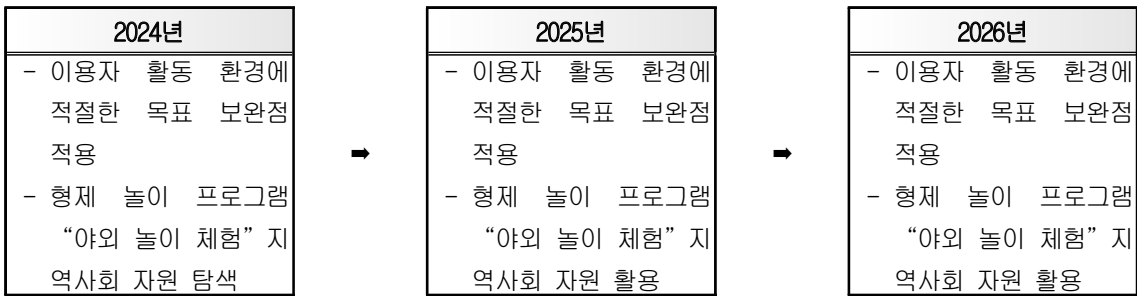 2024년
- 이용자 활동 환경에
적절한 목표 보완점
적용
- 형제 놀이 프로그램
“야외 놀이 체험”지
역사회 자원 탐색
➡
2025년
- 이용자 활동 환경에
적절한 목표 보완점
적용
- 형제 놀이 프로그램
“야외 놀이 체험”지
역사회 자원 활용
➡
2026년
- 이용자 활동 환경에
적절한 목표 보완점
적용
- 형제 놀이 프로그램
“야외 놀이 체험”지
역사회 자원 활용